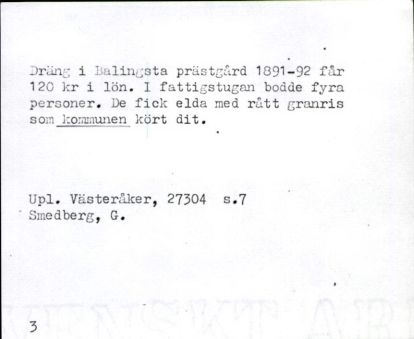 Dräng i Balingsta prästgård 1891-92 får
120 kr i lön. I fattigstugan bodde fyra
personer. De fick elda med rått granris
som kommunen kört dit.
Upl. Västeråker, 27304 s.7
Smedberg, G.
3